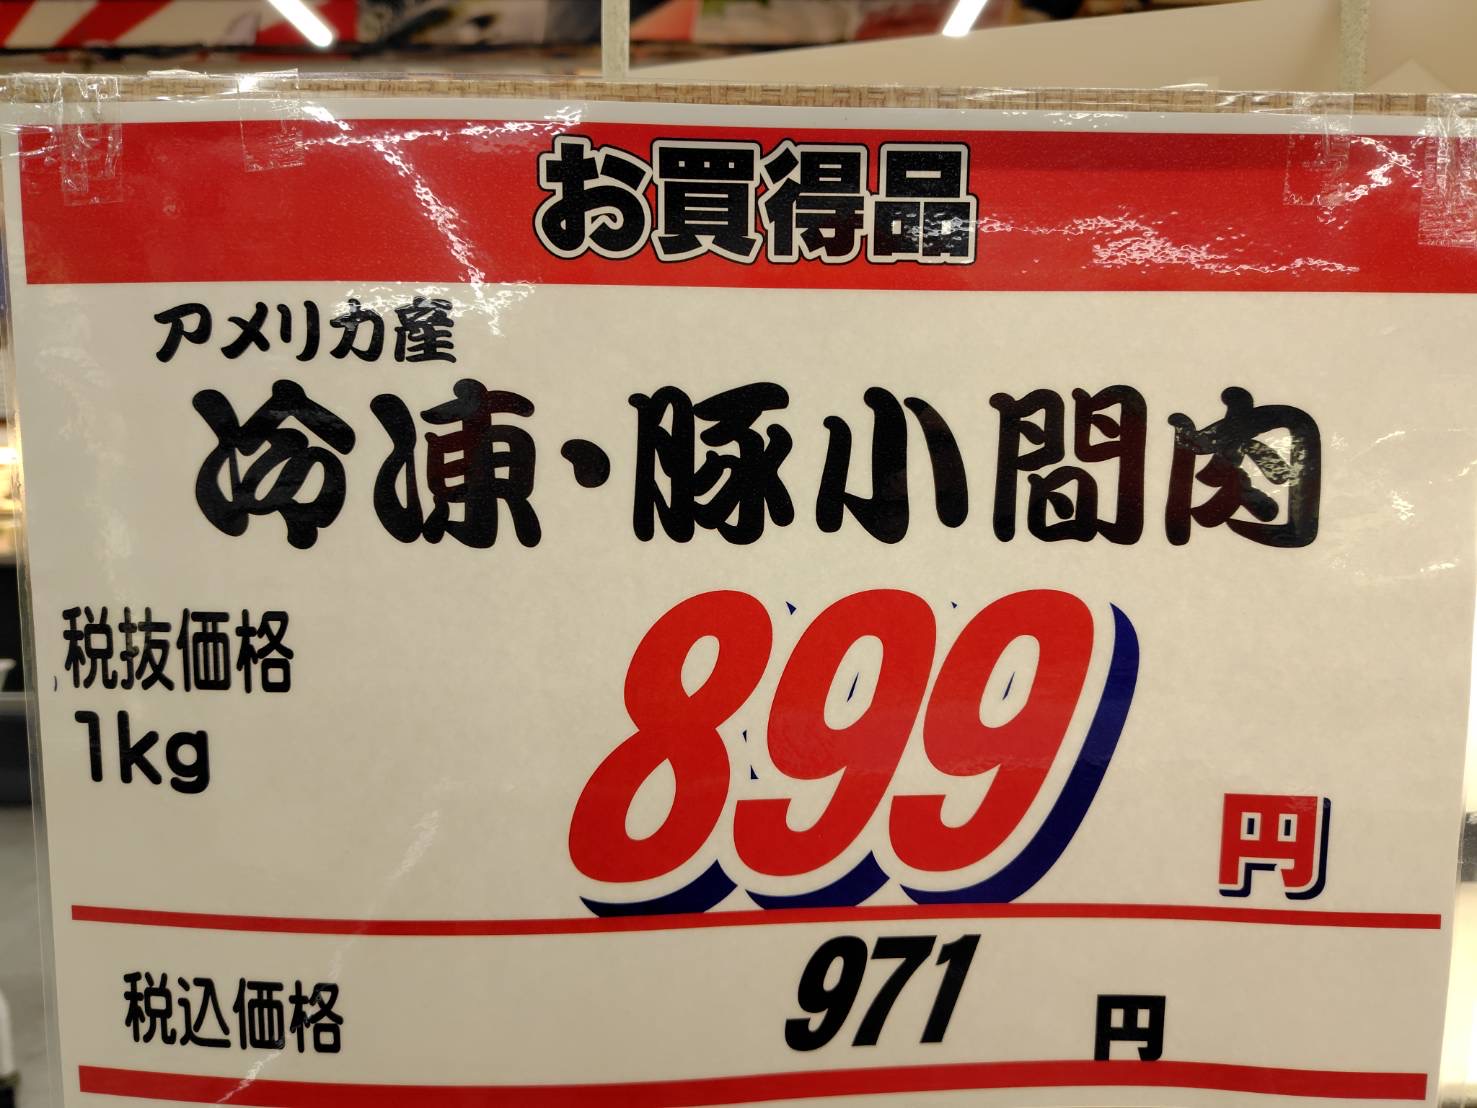 お買得品
アメリカ産
冷凍・豚小間肉
税抜価格
1kg
899 円
税込価格 971 円